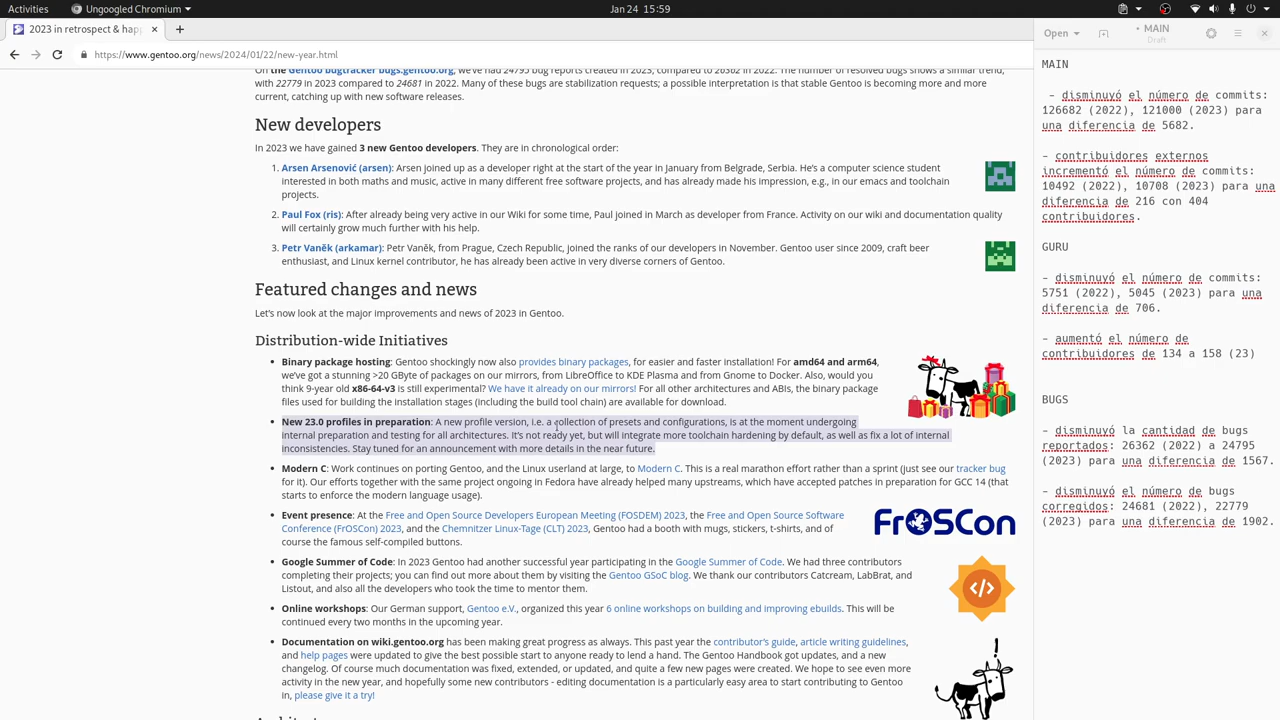 Activities
Ungoogled Chromium
Jan 24 15:59
2023 in retrospect & hap
https://www.gentoo.org/news/2024/01/22/new-year.html
On the Gentoo bugtracker bugs.gentoo.org, we've had 24795 bug reports created in 2023, compared to 26362 in 2022. The number of resolved bugs shows a similar trend,
with 22779 in 2023 compared to 24681 in 2022. Many of these bugs are stabilization requests; a possible interpretation is that stable Gentoo is becoming more and more
current, catching up with new software releases.
New developers
In 2023 we have gained 3 new Gentoo developers. They are in chronological order:
1. Arsen Arsenović (arsen): Arsen joined up as a developer right at the start of the year in January from Belgrade, Serbia. He's a computer science student
interested in both maths and music, active in many different free software projects, and has already made his impression, e.g., in our emacs and toolchain
projects.
2. Paul Fox (ris): After already being very active in our Wiki for some time, Paul joined in March as developer from France. Activity on our wiki and documentation quality
will certainly grow much further with his help.
3. Petr Vaněk (arkamar): Petr Vaněk, from Prague, Czech Republic, joined the ranks of our developers in November. Gentoo user since 2009, craft beer
enthusiast, and Linux kernel contributor, he has already been active in very diverse corners of Gentoo.
Featured changes and news
Let's now look at the major improvements and news of 2023 in Gentoo.
Distribution-wide Initiatives
• Binary package hosting: Gentoo shockingly now also provides binary packages, for easier and faster installation! For amd64 and arm64,
we've got a stunning >20 GByte of packages on our mirrors, from LibreOffice to KDE Plasma and from Gnome to Docker. Also, would you
think 9-year old x86-64-v3 is still experimental? We have it already on our mirrors! For all other architectures and ABIs, the binary package
files used for building the installation stages (including the build tool chain) are available for download.
• New 23.0 profiles in preparation: A new profile version, i.e. a collection of presets and configurations, is at the moment undergoing
internal preparation and testing for all architectures. It's not ready yet, but will integrate more toolchain hardening by default, as well as fix a lot of internal
inconsistencies. Stay tuned for an announcement with more details in the near future.
• Modern C: Work continues on porting Gentoo, and the Linux userland at large, to Modern C. This is a real marathon effort rather than a sprint (just see our tracker bug
for it). Our efforts together with the same project ongoing in Fedora have already helped many upstreams, which have accepted patches in preparation for GCC 14 (that
starts to enforce the modern language usage).
• Event presence: At the Free and Open Source Developers European Meeting (FOSDEM) 2023, the Free and Open Source Software
Conference (FrOSCon) 2023, and the Chemnitzer Linux-Tage (CLT) 2023, Gentoo had a booth with mugs, stickers, t-shirts, and of
course the famous self-compiled buttons.
FrOSCon
• Google Summer of Code: In 2023 Gentoo had another successful year participating in the Google Summer of Code. We had three contributors
completing their projects; you can find out more about them by visiting the Gentoo GSoC blog. We thank our contributors Catcream, LabBrat, and
Listout, and also all the developers who took the time to mentor them.
</>
• Online workshops: Our German support, Gentoo e.V., organized this year 6 online workshops on building and improving ebuilds. This will be
continued every two months in the upcoming year.
• Documentation on wiki.gentoo.org has been making great progress as always. This past year the contributor's guide, article writing guidelines,
and help pages were updated to give the best possible start to anyone ready to lend a hand. The Gentoo Handbook got updates, and a new
changelog. Of course much documentation was fixed, extended, or updated, and quite a few new pages were created. We hope to see even more
activity in the new year, and hopefully some new contributors - editing documentation is a particularly easy area to start contributing to Gentoo
in, please give it a try!
!
Open
• MAIN
Draft
MAIN
- disminuyó el número de commits:
126682 (2022), 121000 (2023) para
una diferencia de 5682.
- contribuidores externos
incrementó el número de commits:
10492 (2022), 10708 (2023) para una
diferencia de 216 con 404
contribuidores.
GURU
- disminuyó el número de commits:
5751 (2022), 5045 (2023) para una
diferencia de 706.
- aumentó el número de
contribuidores de 134 a 158 (23)
BUGS
- disminuyó la cantidad de bugs
reportados: 26362 (2022) a 24795
(2023) para una diferencia de 1567.
- disminuyó el número de bugs
corregidos: 24681 (2022), 22779
(2023) para una diferencia de 1902.